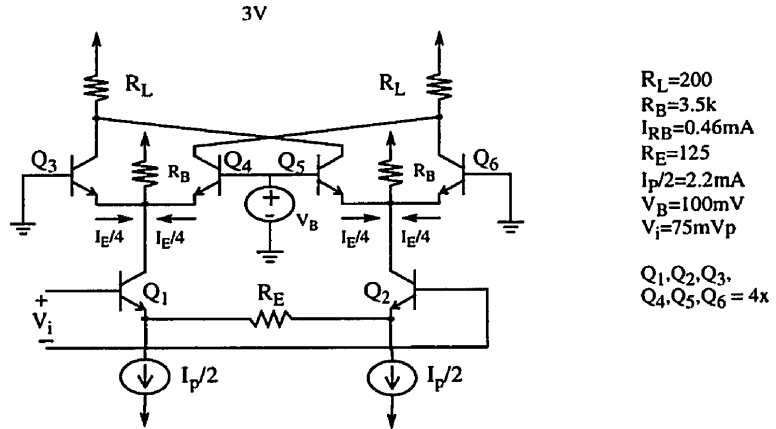 3V
R_L
R_L
Q_3
R_B
Q_4
Q_5
R_B
Q_6
+
-
V_B
I_E/4
I_E/4
I_E/4
I_E/4
+
V_i
-
Q_1
R_E
Q_2
I_p/2
I_p/2
R_L=200
R_B=3.5k
I_RB=0.46mA
R_E=125
I_P/2=2.2mA
V_B=100mV
V_i=75mVp
Q_1,Q_2,Q_3,
Q_4,Q_5,Q_6 = 4x